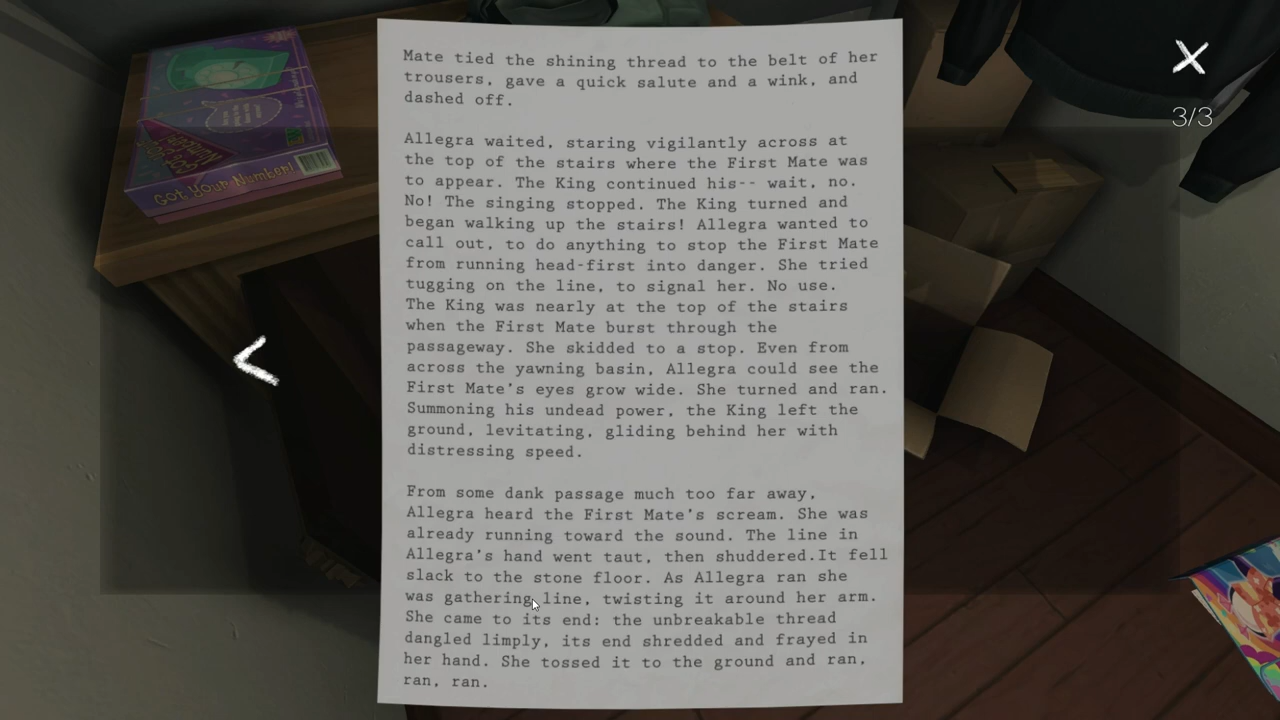 Mate tied the shining thread to the belt of her
trousers, gave a quick salute and a wink, and
dashed off.
Allegra waited, staring vigilantly across at
the top of the stairs where the First Mate was
to appear. The King continued his-- wait, no.
No! The singing stopped. The King turned and
began walking up the stairs! Allegra wanted to
call out, to do anything to stop the First Mate
from running head-first into danger. She tried
tugging on the line, to signal her. No use.
The King was nearly at the top of the stairs
when the First Mate burst through the
passageway. She skidded to a stop. Even from
across the yawning basin, Allegra could see the
First Mate's eyes grow wide. She turned and ran.
Summoning his undead power, the King left the
ground, levitating, gliding behind her with
distressing speed.
From some dank passage much too far away,
Allegra heard the First Mate's scream. She was
already running toward the sound. The line in
Allegra's hand went taut, then shuddered.It fell
slack to the stone floor. As Allegra ran she
was gathering line, twisting it around her arm.
She came to its end: the unbreakable thread
dangled limply, its end shredded and frayed in
her hand. She tossed it to the ground and ran,
ran, ran.
3/3
Got Your Number!